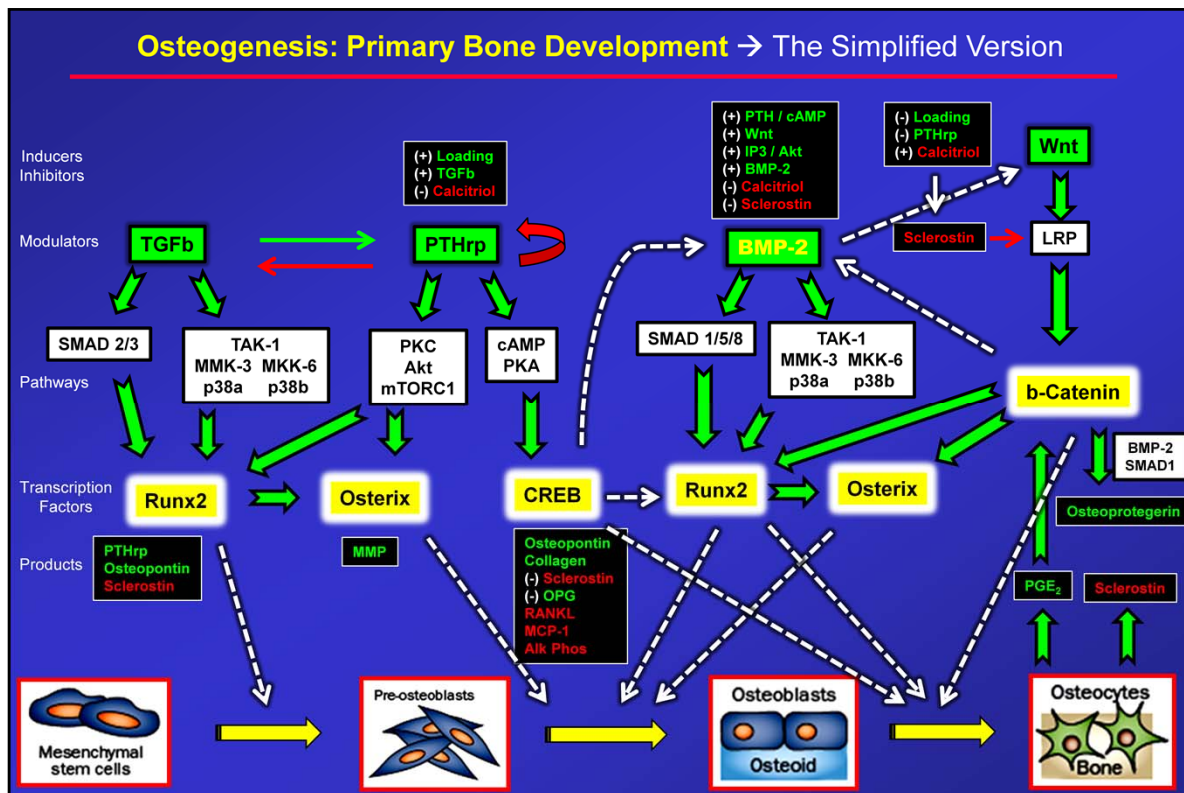 Osteogenesis: Primary Bone Development → The Simplified Version
Inducers
Inhibitors
(+) Loading
(+) TGFb
(-) Calcitriol
(+) PTH / cAMP
(+) Wnt
(+) IP3 / Akt
(+) BMP-2
(-) Calcitriol
(-) Sclerostin
(-) Loading
(-) PTHrp
(+) Calcitriol
Wnt
Modulators
TGFb
PTHrp
BMP-2
Sclerostin
LRP
Pathways
SMAD 2/3
TAK-1
MMK-3 MKK-6
p38a p38b
PKC
Akt
mTORC1
cAMP
PKA
SMAD 1/5/8
TAK-1
MMK-3 MKK-6
p38a p38b
b-Catenin
BMP-2
SMAD1
Transcription
Factors
Runx2
Osterix
CREB
Runx2
Osterix
Osteoprotegerin
Products
PTHrp
Osteopontin
Sclerostin
MMP
Osteopontin
Collagen
(-) Sclerostin
(-) OPG
RANKL
MCP-1
Alk Phos
PGE₂
Sclerostin
Mesenchymal
stem cells
Pre-osteoblasts
Osteoblasts
Osteoid
Osteocytes
Bone